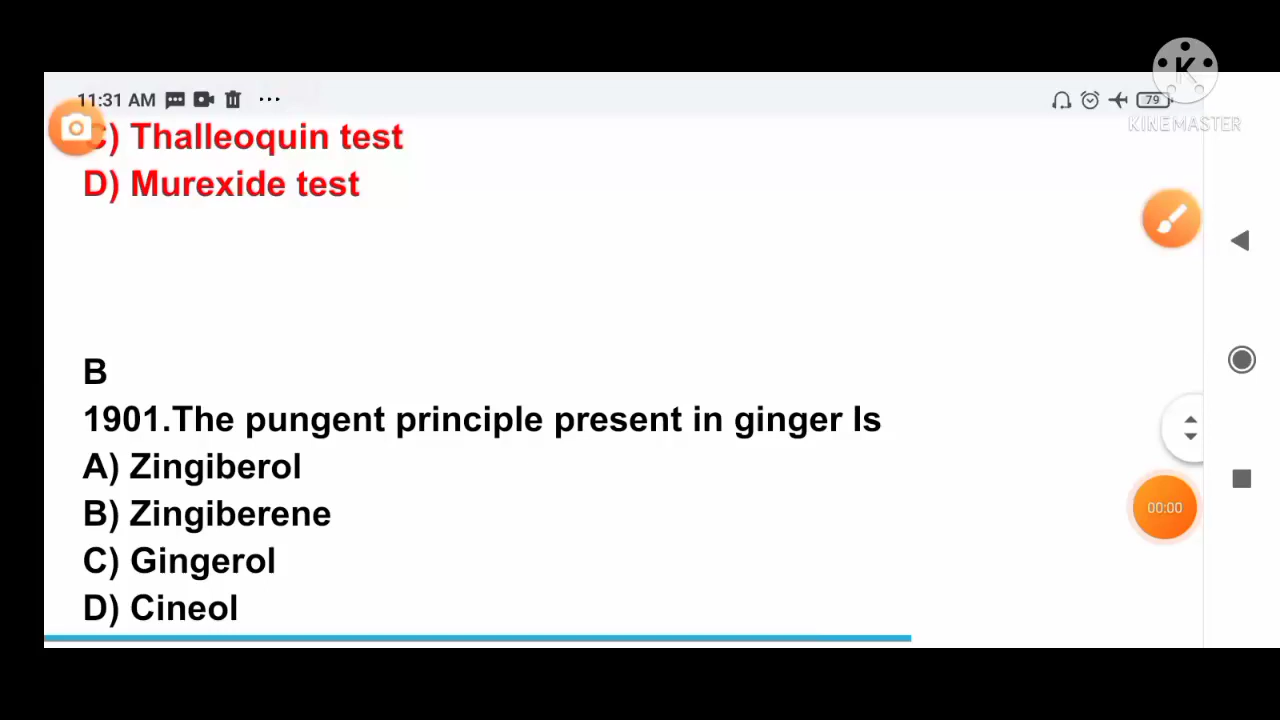 11:31 AM
79
KINEMASTER
C) Thalleoquin test
D) Murexide test
B
1901.The pungent principle present in ginger Is
A) Zingiberol
B) Zingiberene
00:00
C) Gingerol
D) Cineol